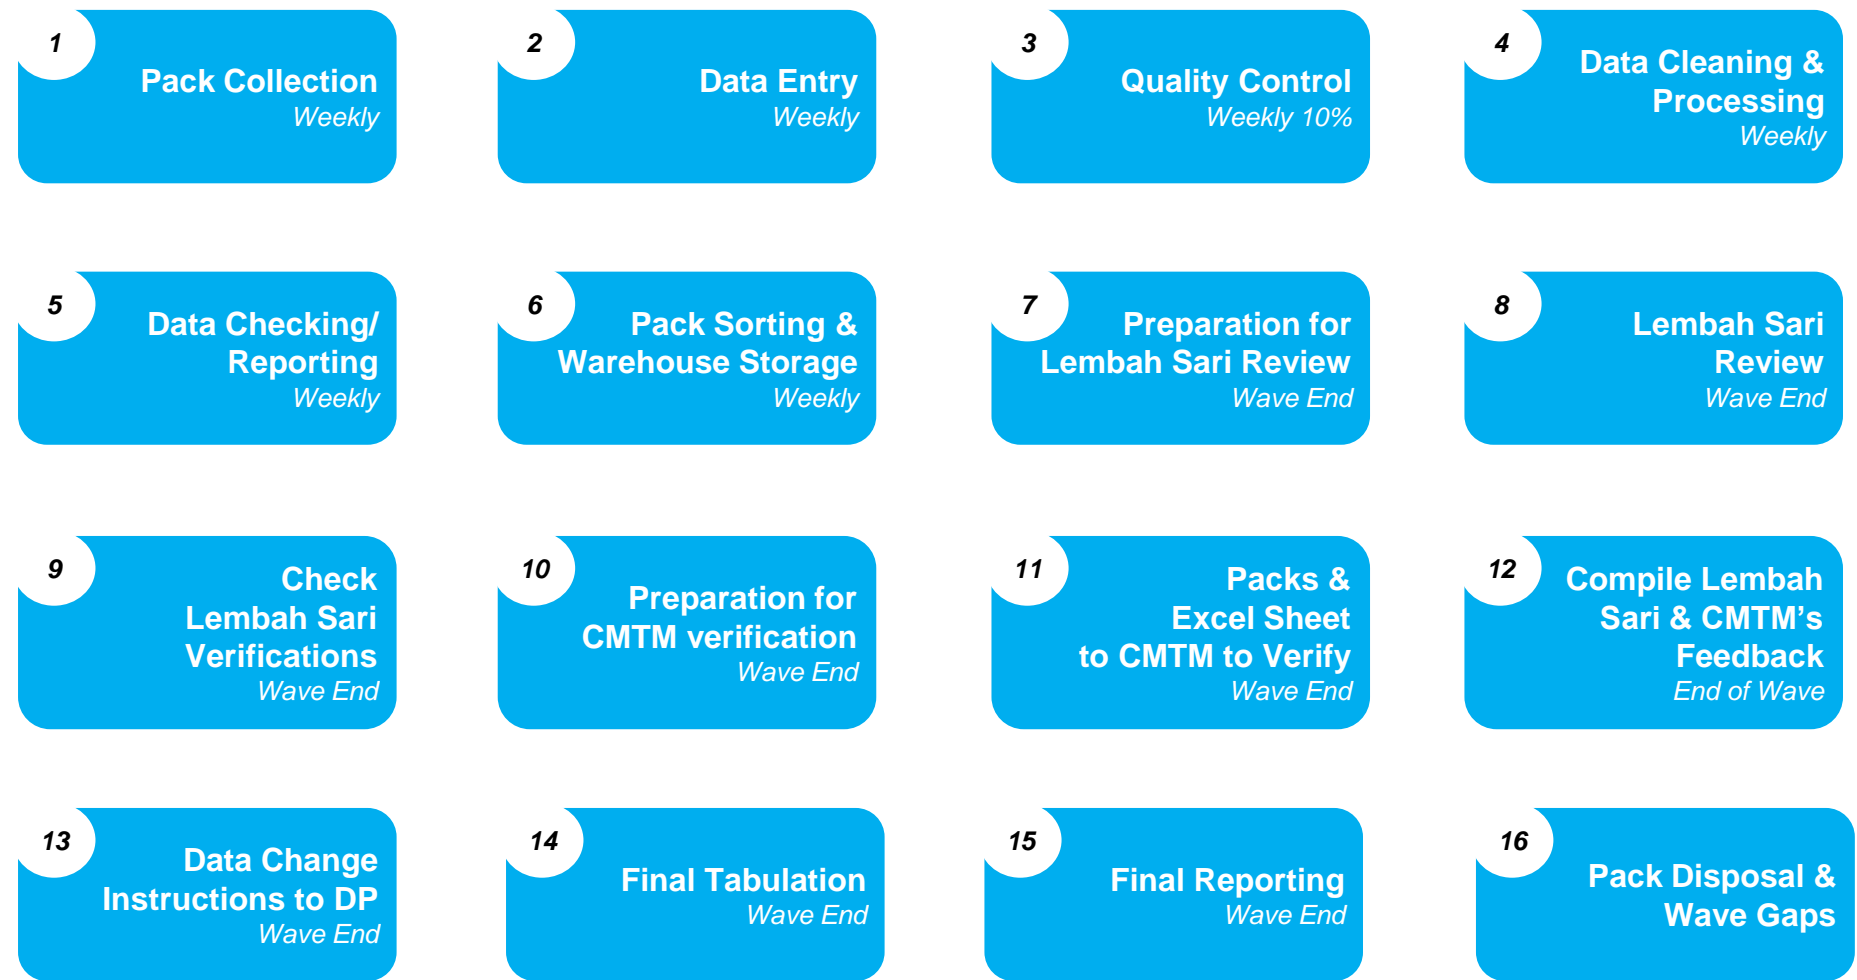 1
Pack Collection
Weekly
2
Data Entry
Weekly
3
Quality Control
Weekly 10%
4
Data Cleaning &
Processing
Weekly
5
Data Checking/
Reporting
Weekly
6
Pack Sorting &
Warehouse Storage
Weekly
7
Preparation for
Lembah Sari Review
Wave End
8
Lembah Sari
Review
Wave End
9
Check
Lembah Sari
Verifications
Wave End
10
Preparation for
CMTM verification
Wave End
11
Packs &
Excel Sheet
to CMTM to Verify
Wave End
12
Compile Lembah
Sari & CMTM’s
Feedback
End of Wave
13
Data Change
Instructions to DP
Wave End
14
Final Tabulation
Wave End
15
Final Reporting
Wave End
16
Pack Disposal &
Wave Gaps